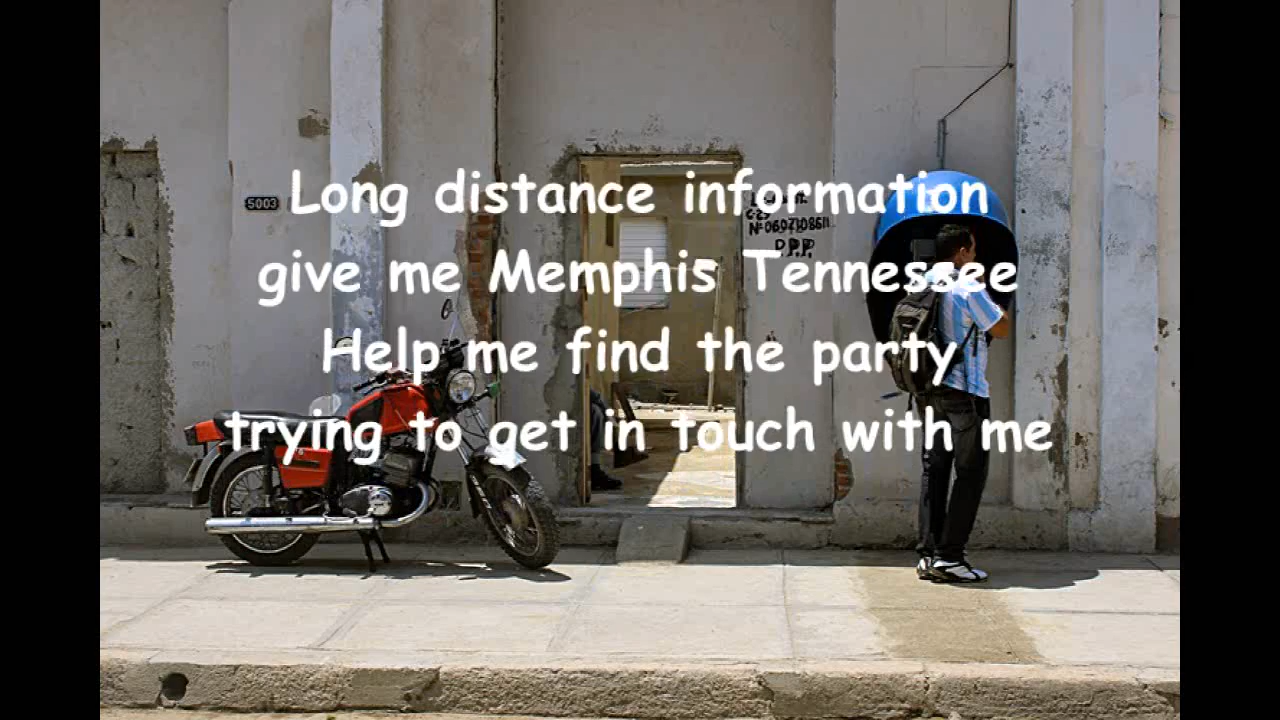 5003
Long distance information
give me Memphis Tennessee
Help me find the party
trying to get in touch with me
P.P.P.